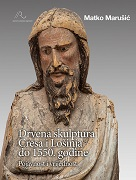 Matko Marušić
Drvena skulptura
Cresa i Lošinja
do 1550. godine